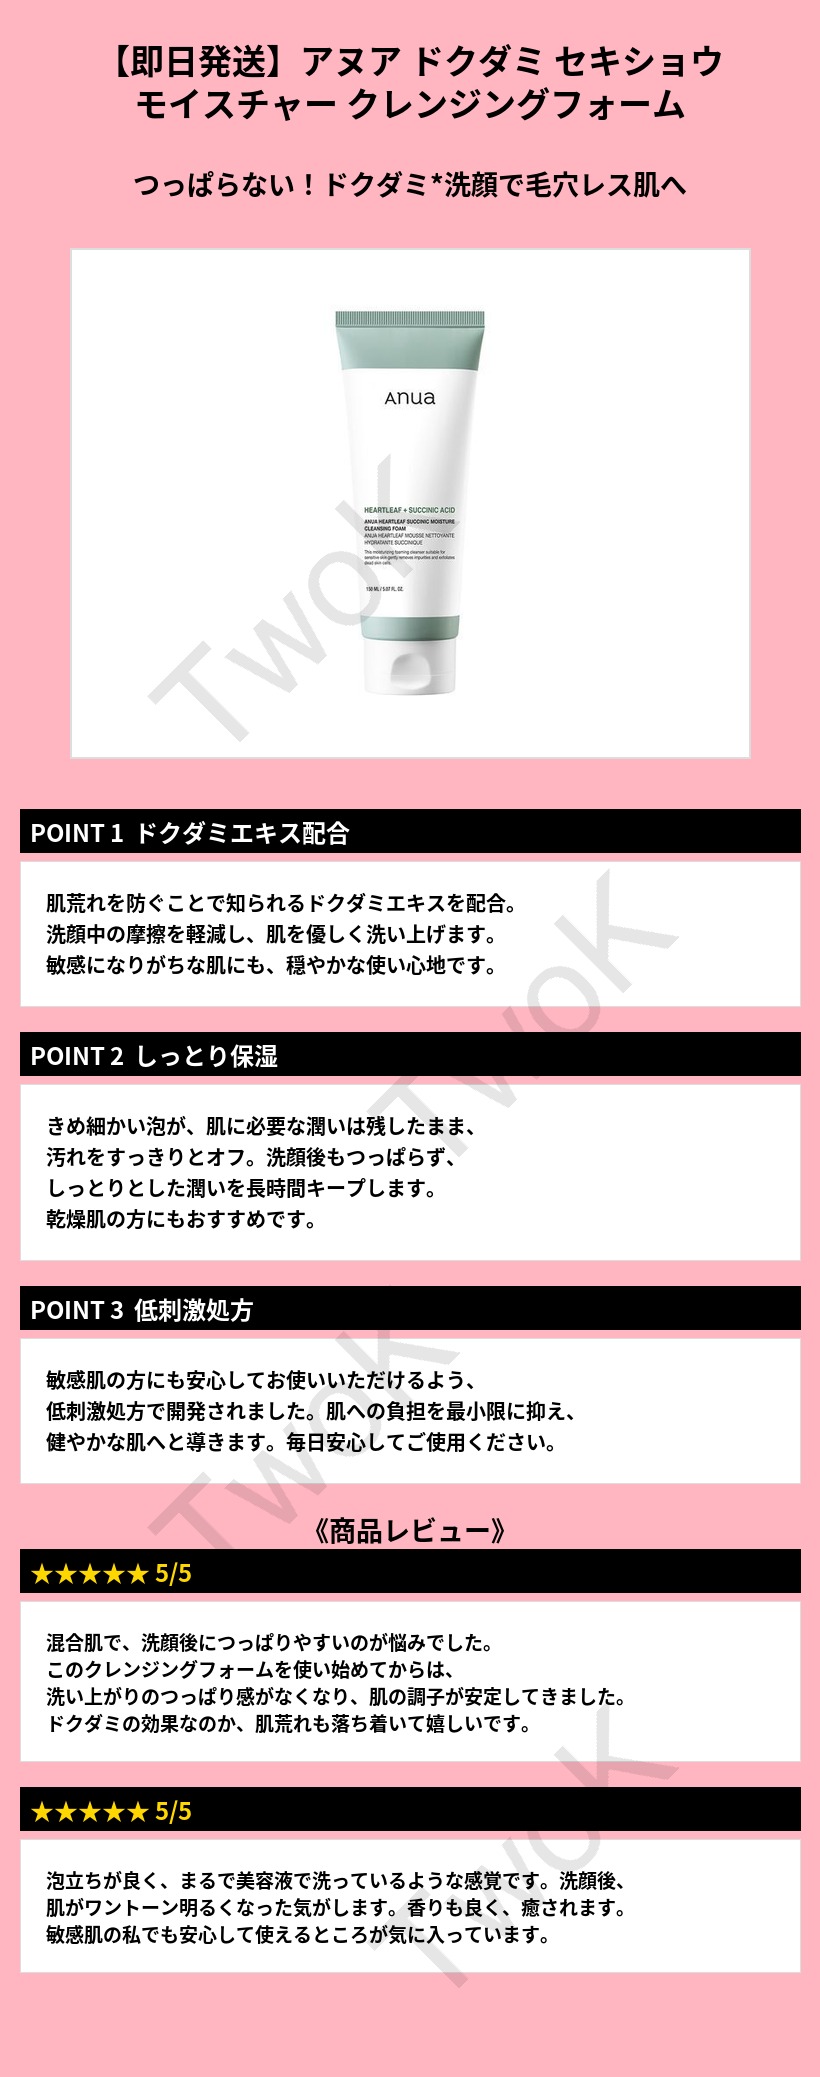 【即日発送】アヌア ドクダミ セキショウ
モイスチャー クレンジングフォーム
つっぱらない！ドクダミ*洗顔で毛穴レス肌へ
Anua
HEARTLEAF + SUCCINIC ACID
ANUA HEARTLEAF SUCCINIC MOISTURE
CLEANSING FOAM
ANUA HEARTLEAF MOUSSE NETTOYANTE
HYDRATANTE SUCCINIQUE
This moisturizing foaming cleanser suitable for
sensitive skin gently removes impurities and exfoliates
dead skin cells.
150 ML / 5.07 FL. OZ.
TwoK
POINT 1 ドクダミエキス配合
肌荒れを防ぐことで知られるドクダミエキスを配合。
洗顔中の摩擦を軽減し、肌を優しく洗い上げます。
敏感になりがちな肌にも、穏やかな使い心地です。
TwoK
POINT 2 しっとり保湿
きめ細かい泡が、肌に必要な潤いは残したまま、
汚れをすっきりとオフ。洗顔後もつっぱらず、
しっとりとした潤いを長時間キープします。
乾燥肌の方にもおすすめです。
POINT 3 低刺激処方
敏感肌の方にも安心してお使いいただけるよう、
低刺激処方で開発されました。肌への負担を最小限に抑え、
健やかな肌へと導きます。毎日安心してご使用ください。
TwoK
《商品レビュー》
★★★★★ 5/5
混合肌で、洗顔後につっぱりやすいのが悩みでした。
このクレンジングフォームを使い始めてからは、
洗い上がりのつっぱり感がなくなり、肌の調子が安定してきました。
ドクダミの効果なのか、肌荒れも落ち着いて嬉しいです。
★★★★★ 5/5
泡立ちが良く、まるで美容液で洗っているような感覚です。洗顔後、
肌がワントーン明るくなった気がします。香りも良く、癒されます。
敏感肌の私でも安心して使えるところが気に入っています。
TwoK